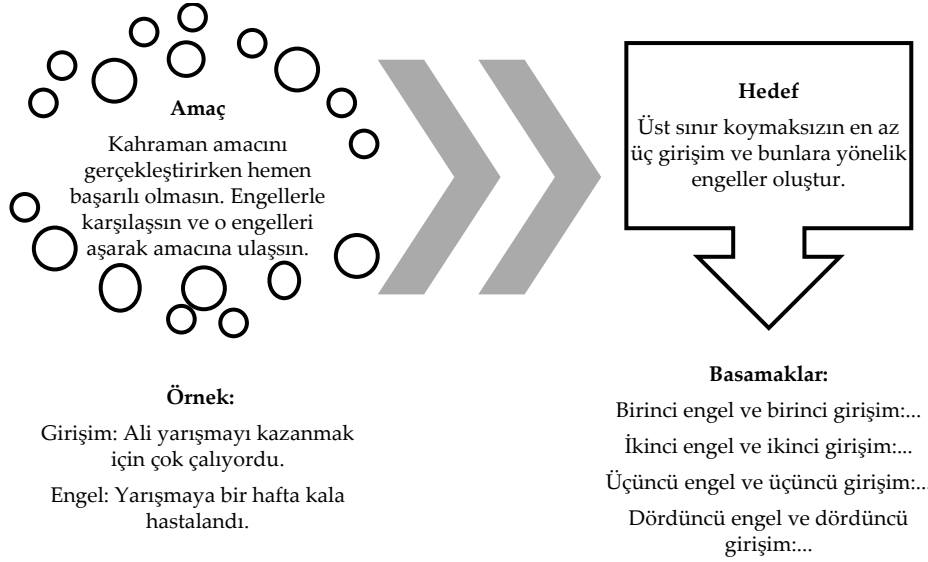 Amaç
Kahraman amacını
gerçekleştirirken hemen
başarılı olmasın. Engellerle
karşılaşsın ve o engelleri
aşarak amacına ulaşsın.
Hedef
Üst sınır koymaksızın en az
üç girişim ve bunlara yönelik
engeller oluştur.
Örnek:
Girişim: Ali yarışmayı kazanmak
için çok çalıyordu.
Engel: Yarışmaya bir hafta kala
hastalandı.
Basamaklar:
Birinci engel ve birinci girişim:...
İkinci engel ve ikinci girişim:...
Üçüncü engel ve üçüncü girişim:...
Dördüncü engel ve dördüncü
girişim:...